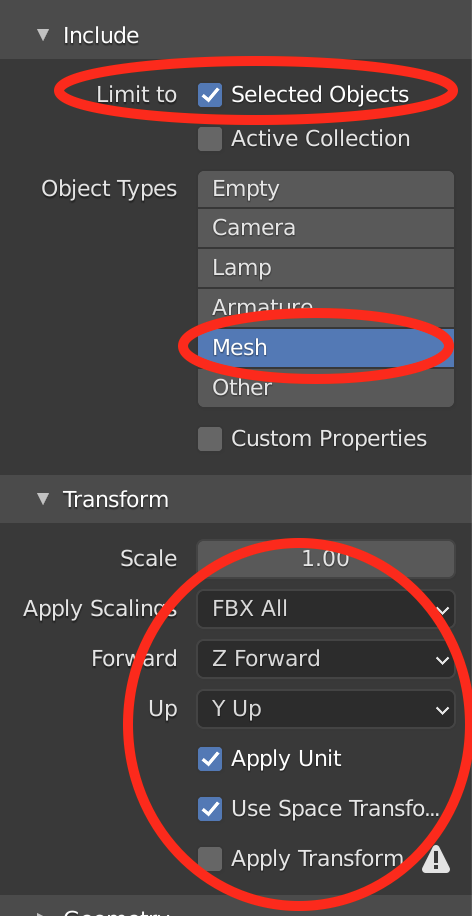 Include
Limit to Selected Objects
Active Collection
Object Types Empty
Camera
Lamp
Armature
Mesh
Other
Custom Properties
Transform
Scale 1.00
Apply Scalings FBX All
Forward Z Forward
Up Y Up
Apply Unit
Use Space Transfo...
Apply Transform
Geometry